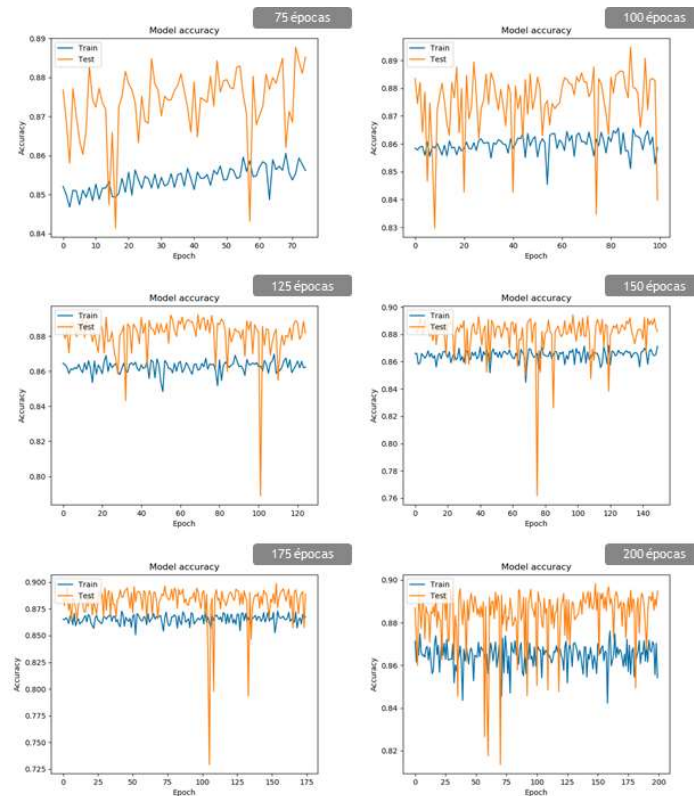 75 épocas
Model accuracy
Train
Test
0.89
0.88
0.87
0.86
0.85
0.84
Accuracy
0 10 20 30 40 50 60 70
Epoch
100 épocas
Model accuracy
Train
Test
0.89
0.88
0.87
0.86
0.85
0.84
0.83
Accuracy
0 20 40 60 80 100
Epoch
125 épocas
Model accuracy
Train
Test
0.88
0.86
0.84
0.82
0.80
Accuracy
0 20 40 60 80 100 120
Epoch
150 épocas
Model accuracy
Train
Test
0.90
0.88
0.86
0.84
0.82
0.80
0.78
0.76
Accuracy
0 20 40 60 80 100 120 140
Epoch
175 épocas
Model accuracy
Train
Test
0.900
0.875
0.850
0.825
0.800
0.775
0.750
0.725
Accuracy
0 25 50 75 100 125 150 175
Epoch
200 épocas
Model accuracy
Train
Test
0.90
0.88
0.86
0.84
0.82
Accuracy
0 25 50 75 100 125 150 175 200
Epoch